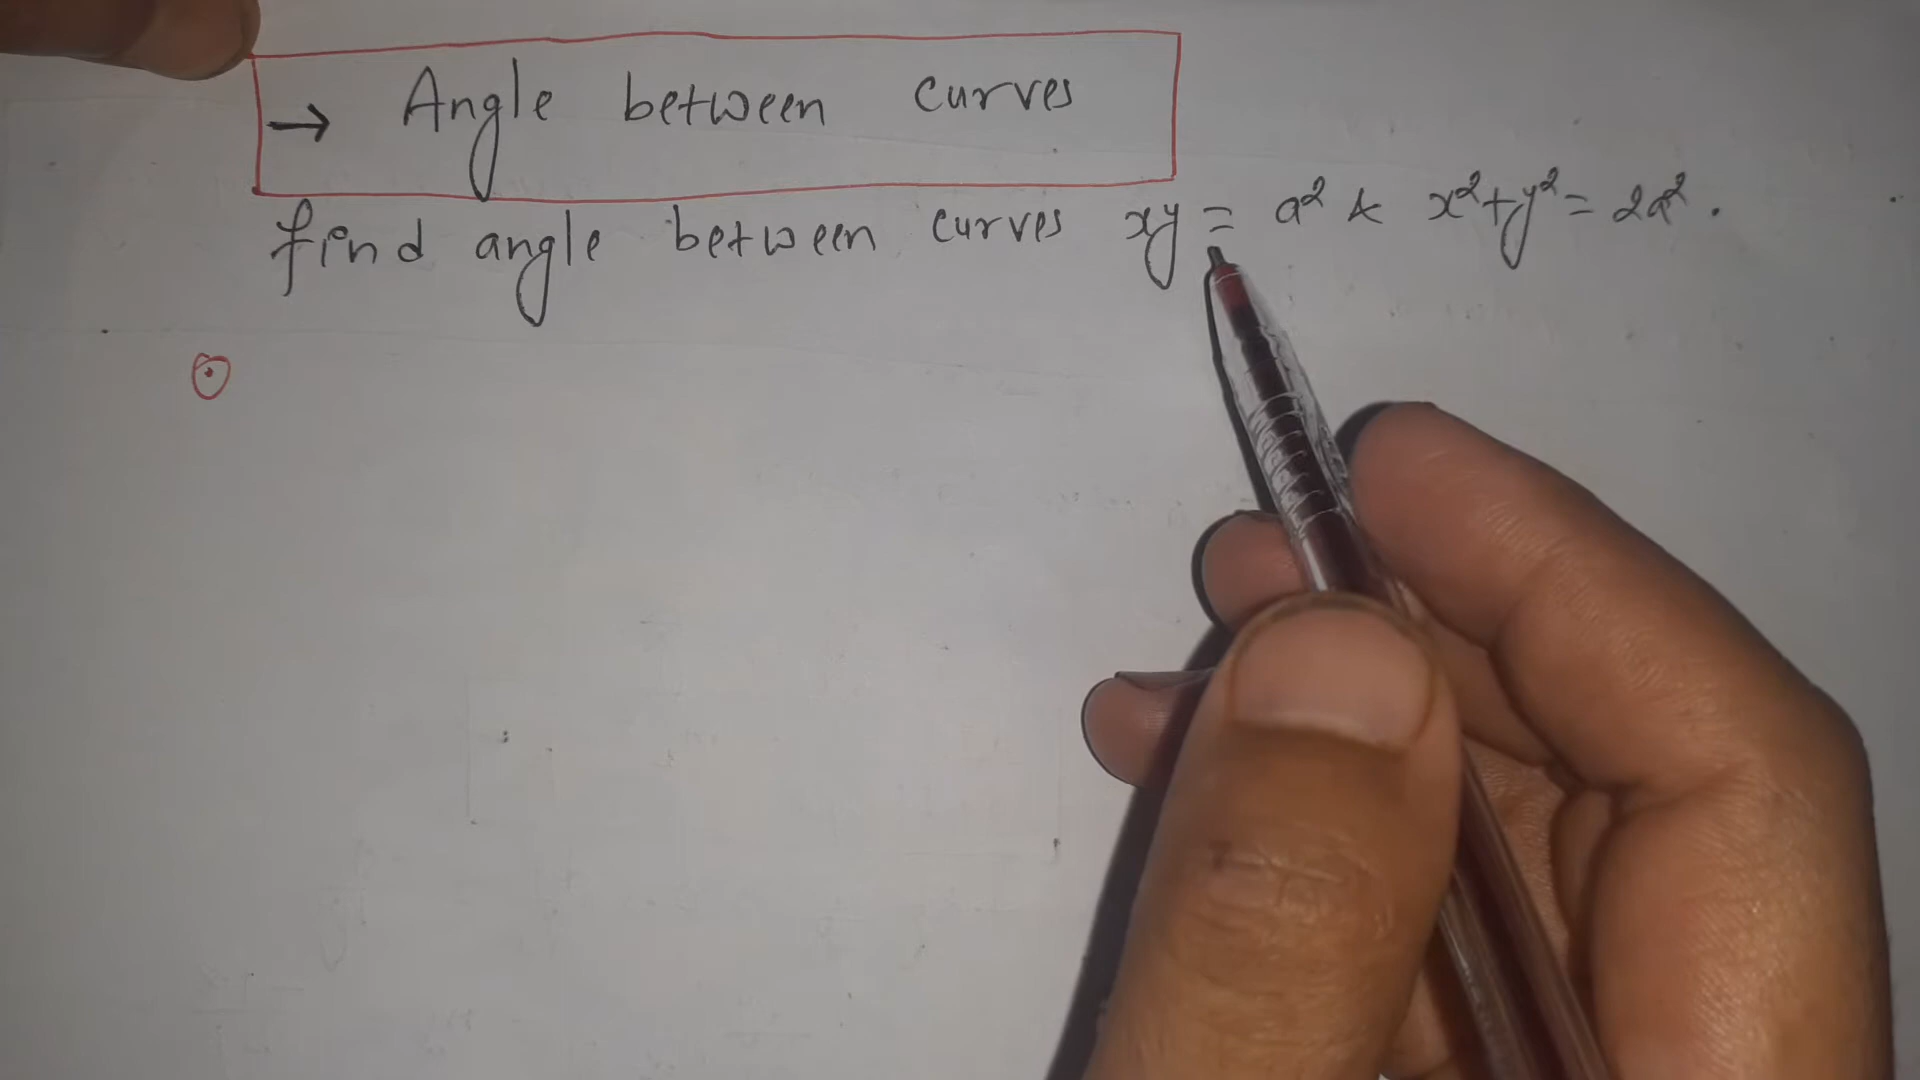 → Angle between curves
find angle between curves xy = a² & x²+y² = 2a².